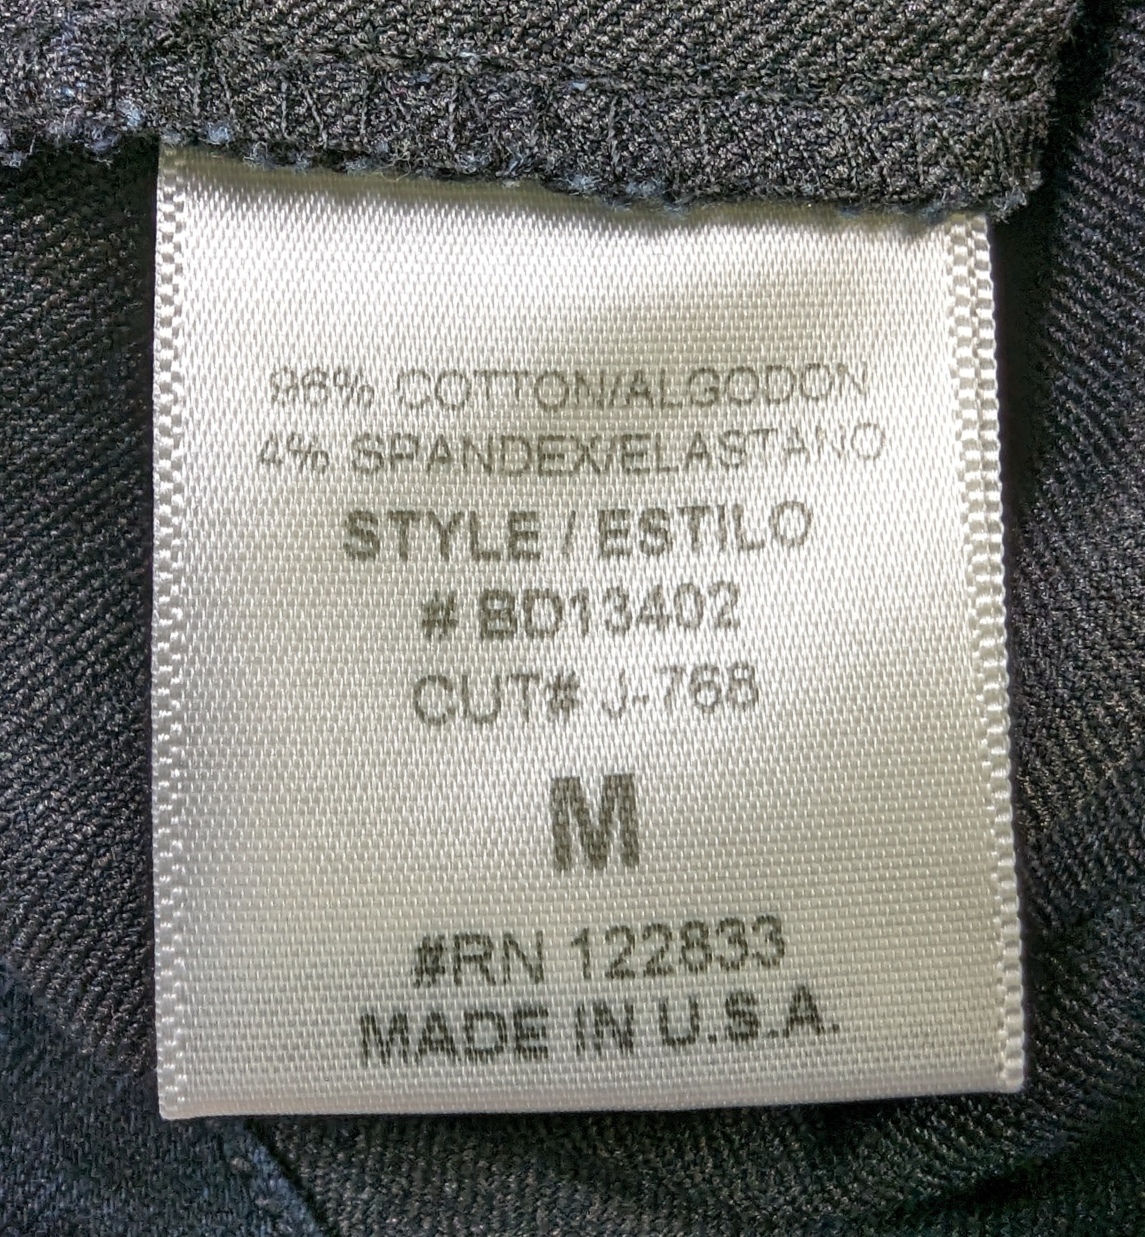 96% COTTON/ALGODON
4% SPANDEX/ELASTANO
STYLE / ESTILO
# BD13402
CUT# J-768
M
#RN 122833
MADE IN U.S.A.